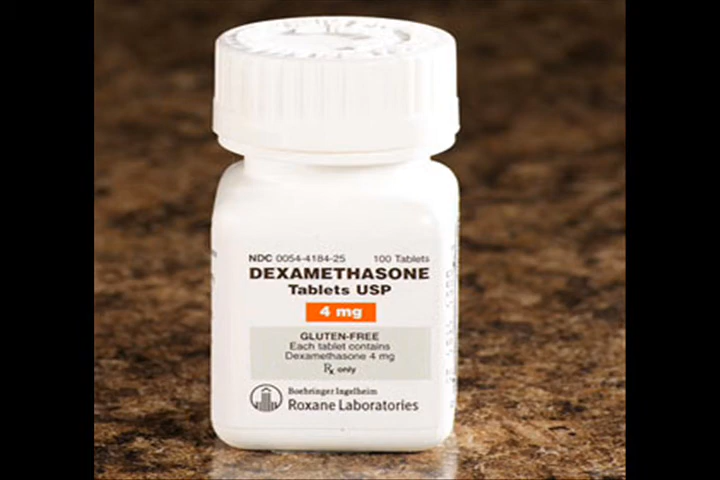 NDC 0054-4184-25 100 Tablets
DEXAMETHASONE
Tablets USP
4 mg
GLUTEN-FREE
Each tablet contains
Dexamethasone 4 mg
℞ only
Boehringer Ingelheim
Roxane Laboratories